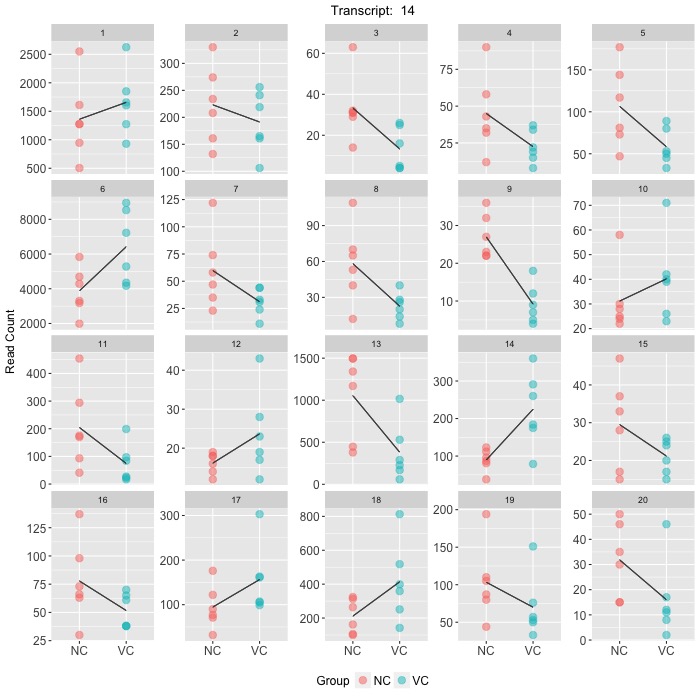 Transcript: 14
1 2 3 4 5
2500 300 60 75 150
2000 250 40 50 100
1500 200 20 25 50
1000 150
500 100
6 7 8 9 10
8000 125 90 30 70
6000 100 60 20 60
4000 75 30 10 50
2000 50 40
25 30
20
11 12 13 14 15
400 40 1500 300 40
300 30 1000 200 30
200 20 500 100 20
100 0
0
16 17 18 19 20
125 300 800 200 50
100 200 600 150 40
75 100 400 100 30
50 200 50 20
25 10
0
NC VC NC VC NC VC NC VC NC VC
Read Count
Group NC VC